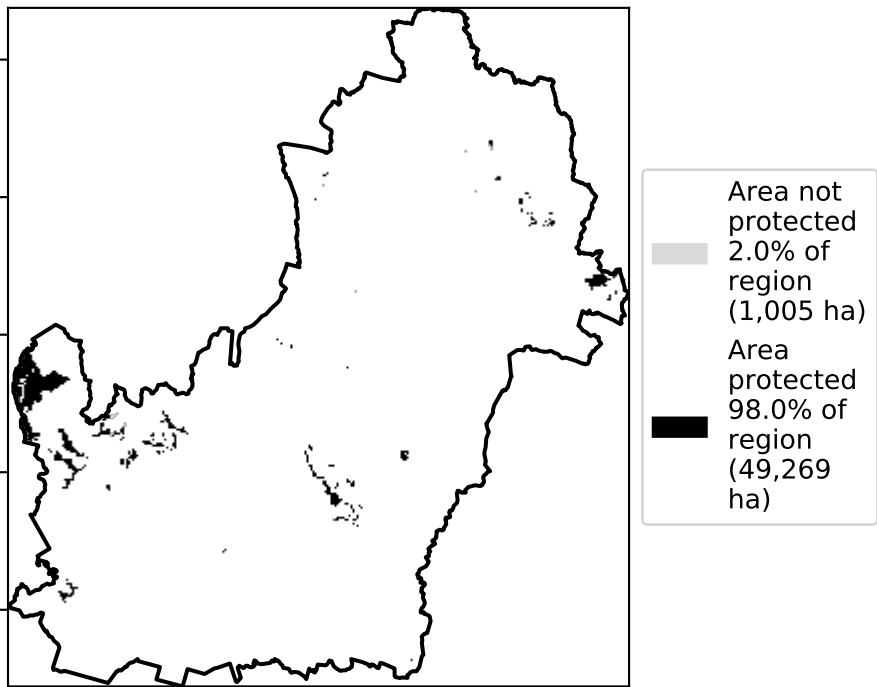 Area not
protected
2.0% of
region
(1,005 ha)
Area
protected
98.0% of
region
(49,269
ha)